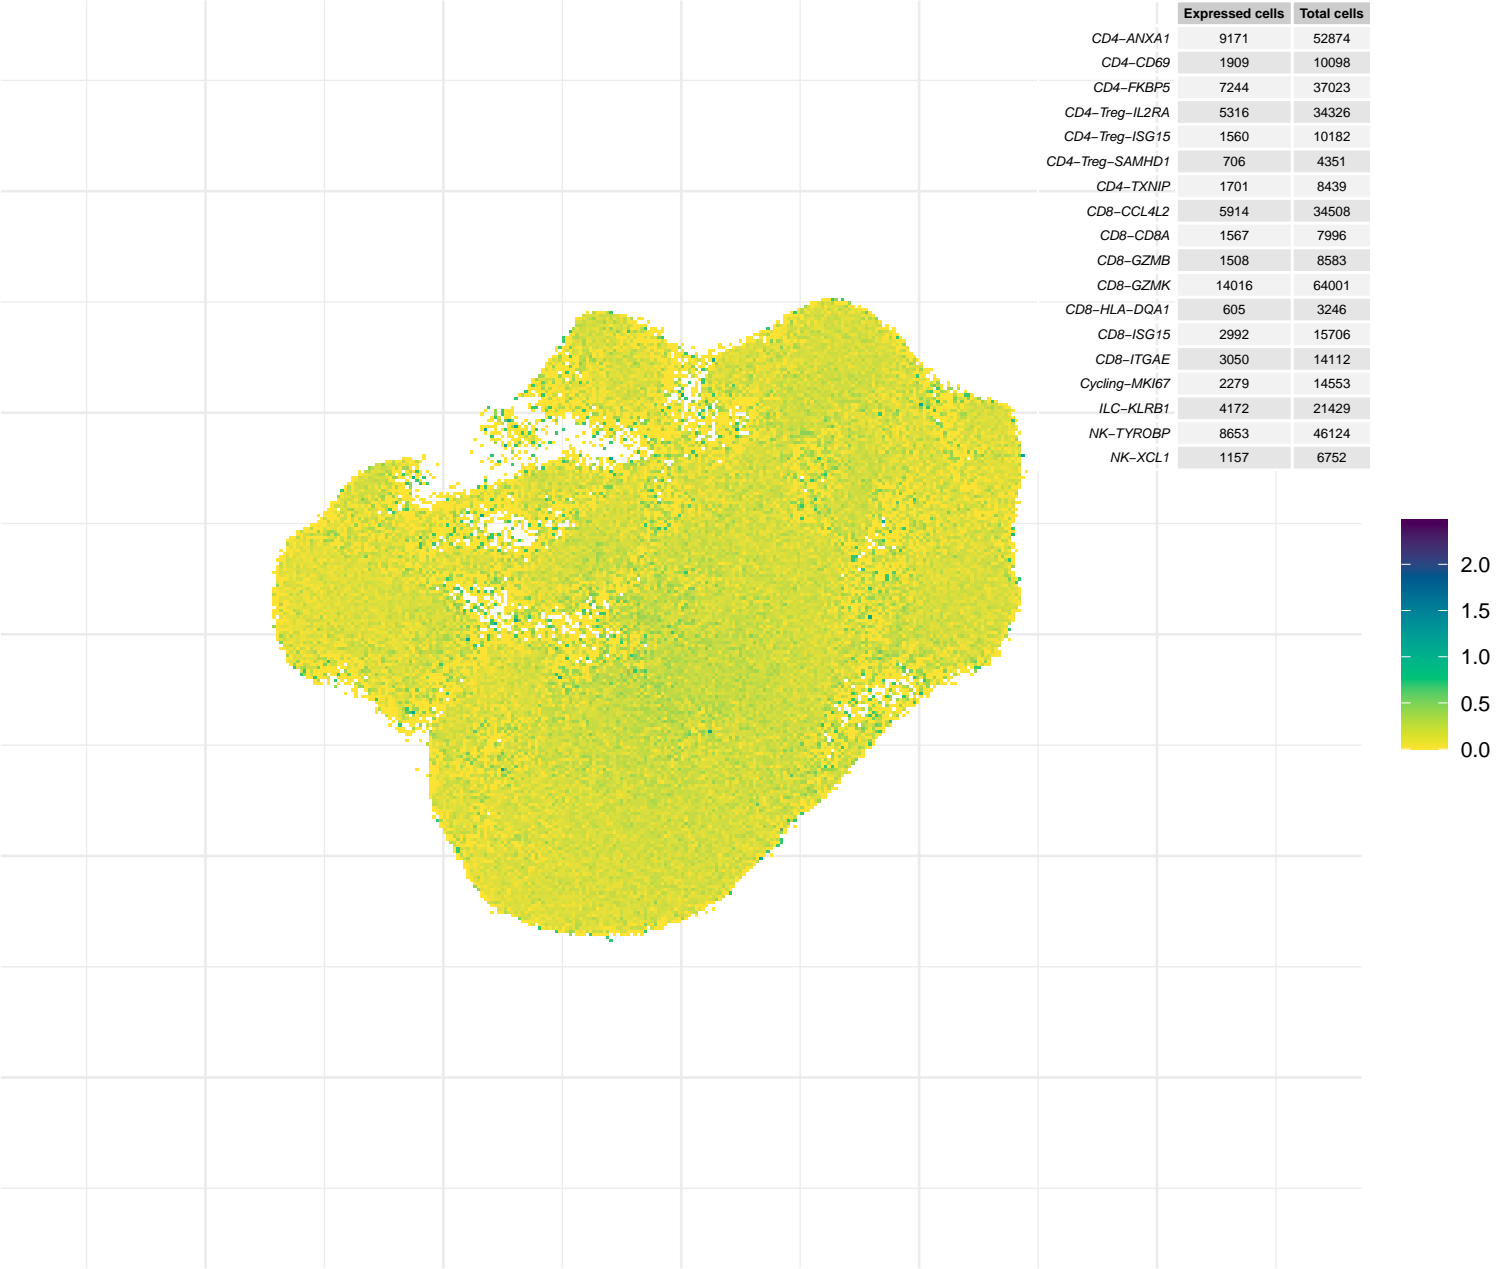 Expressed cells Total cells
CD4−ANXA1 9171 52874
CD4−CD69 1909 10098
CD4−FKBP5 7244 37023
CD4−Treg−IL2RA 5316 34326
CD4−Treg−ISG15 1560 10182
CD4−Treg−SAMHD1 706 4351
CD4−TXNIP 1701 8439
CD8−CCL4L2 5914 34508
CD8−CD8A 1567 7996
CD8−GZMB 1508 8583
CD8−GZMK 14016 64001
CD8−HLA−DQA1 605 3246
CD8−ISG15 2992 15706
CD8−ITGAE 3050 14112
Cycling−MKI67 2279 14553
ILC−KLRB1 4172 21429
NK−TYROBP 8653 46124
NK−XCL1 1157 6752
2.0
1.5
1.0
0.5
0.0